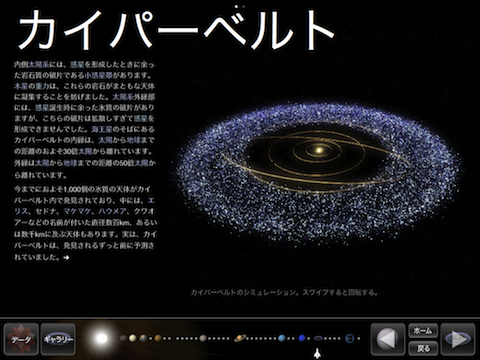 カイパーベルト
内側太陽系には、惑星を形成したときに余っ
た岩石質の破片である小惑星帯があります。
木星の重力は、これらの岩石がまともな天体
に凝集することを妨げました。太陽系外縁部
には、惑星誕生時に余った氷質の破片があり
ますが、こちらの破片は拡散しすぎて惑星を
形成できませんでした。海王星のそばにある
カイパーベルトの内縁は、太陽から地球まで
の距離のおよそ30倍太陽から離れています。
外縁は太陽から地球までの距離の50倍太陽か
ら離れています。
今までにおよそ1,000個の氷質の天体がカイ
パーベルト内で発見されており、中には、エ
リス、セドナ、マケマケ、ハウメア、クワオ
アーなどの名前が付いた直径数百km、あるい
は数千kmに及ぶ天体もあります。実は、カイ
パーベルトは、発見されるずっと前に予測さ
れていました。➜
カイパーベルトのシミュレーション。スワイプすると回転する。
データ
ギャラリー
ホーム
戻る